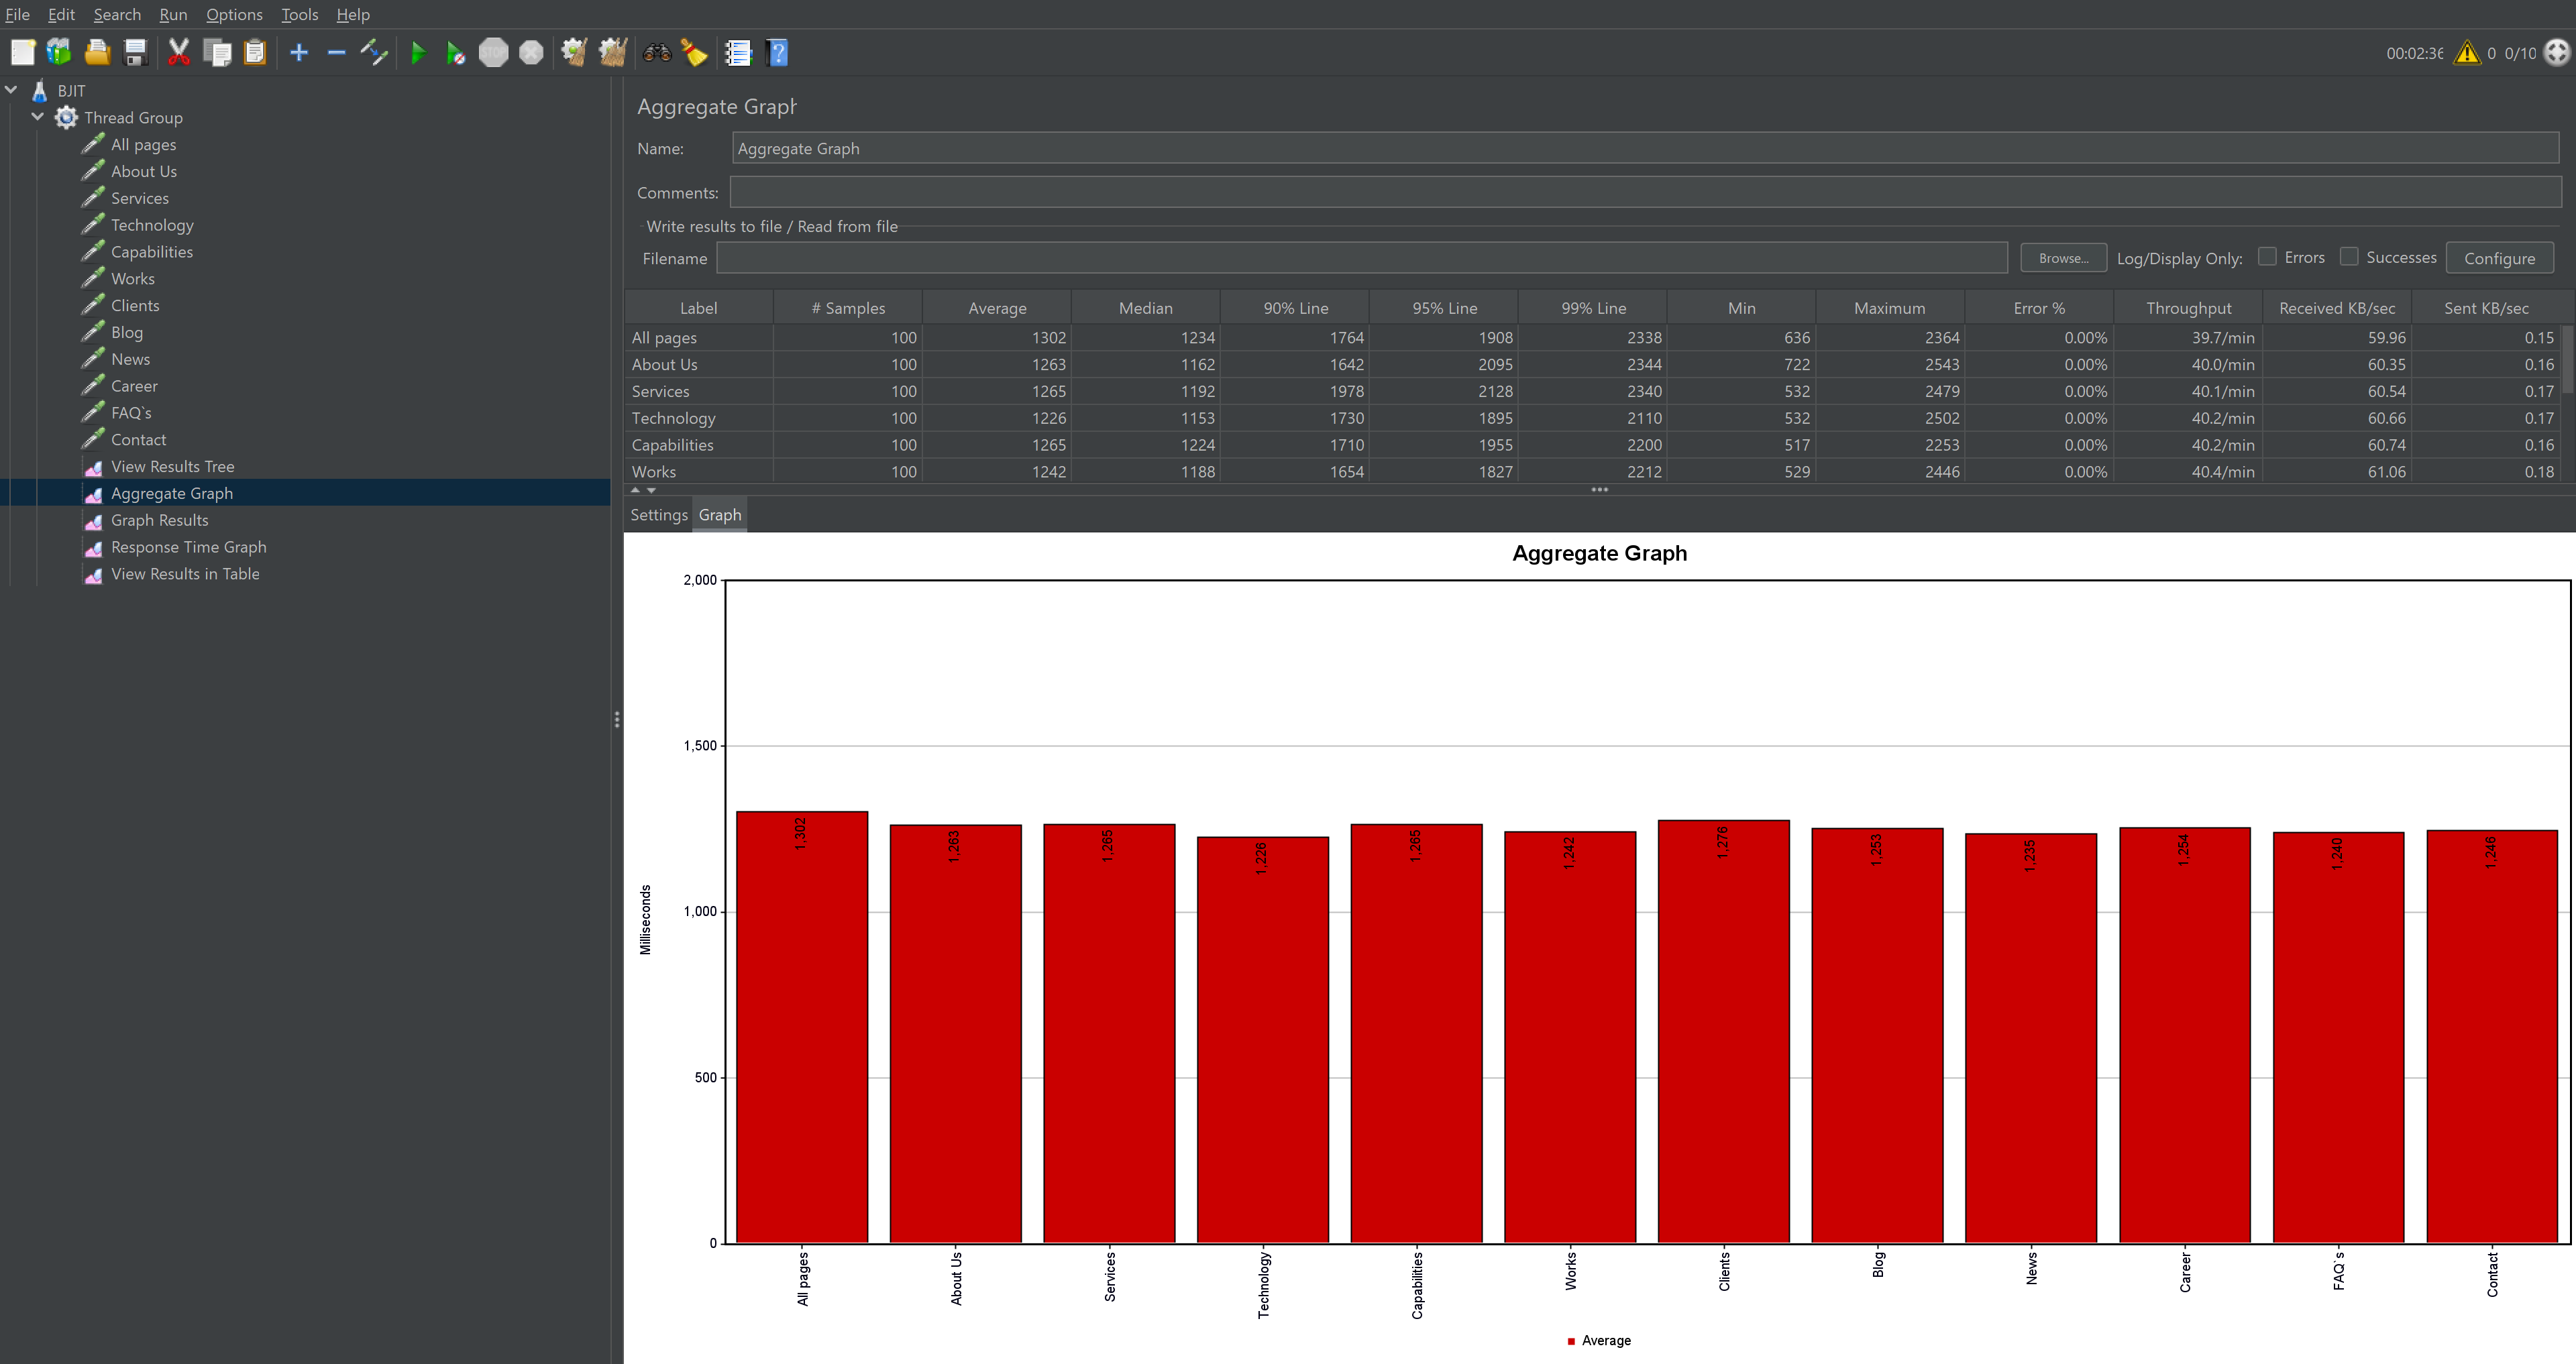 File Edit Search Run Options Tools Help
00:02:36 0 0/10
BJIT
Thread Group
All pages
About Us
Services
Technology
Capabilities
Works
Clients
Blog
News
Career
FAQ`s
Contact
View Results Tree
Aggregate Graph
Graph Results
Response Time Graph
View Results in Table
Aggregate Graph
Name: Aggregate Graph
Comments:
Write results to file / Read from file
Filename Browse... Log/Display Only: Errors Successes Configure
Label # Samples Average Median 90% Line 95% Line 99% Line Min Maximum Error % Throughput Received KB/sec Sent KB/sec
All pages 100 1302 1234 1764 1908 2338 636 2364 0.00% 39.7/min 59.96 0.15
About Us 100 1263 1162 1642 2095 2344 722 2543 0.00% 40.0/min 60.35 0.16
Services 100 1265 1192 1978 2128 2340 532 2479 0.00% 40.1/min 60.54 0.17
Technology 100 1226 1153 1730 1895 2110 532 2502 0.00% 40.2/min 60.66 0.17
Capabilities 100 1265 1224 1710 1955 2200 517 2253 0.00% 40.2/min 60.74 0.16
Works 100 1242 1188 1654 1827 2212 529 2446 0.00% 40.4/min 61.06 0.18
Settings Graph
Aggregate Graph
2,000
1,500
1,000
500
0
Milliseconds
1,302 1,263 1,265 1,226 1,265 1,242 1,276 1,253 1,235 1,254 1,240 1,246
All pages About Us Services Technology Capabilities Works Clients Blog News Career FAQ`s Contact
Average